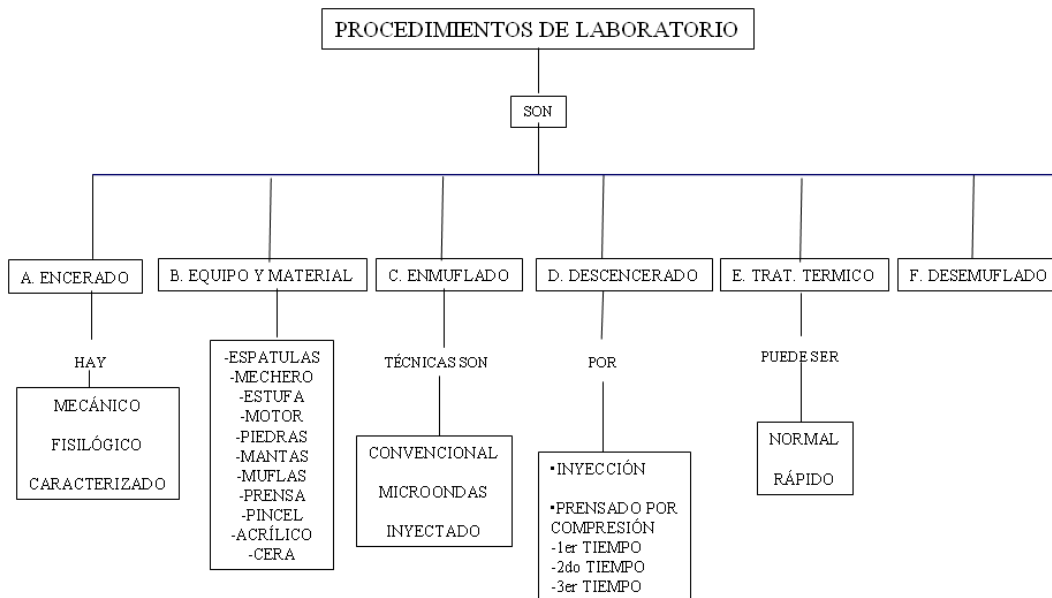 PROCEDIMIENTOS DE LABORATORIO
SON
A. ENCERADO
B. EQUIPO Y MATERIAL
C. ENMUFLADO
D. DESCENCERADO
E. TRAT. TERMICO
F. DESEMUFLADO
HAY
MECÁNICO
FISILÓGICO
CARACTERIZADO
-ESPATULAS
-MECHERO
-ESTUFA
-MOTOR
-PIEDRAS
-MANTAS
-MUFLAS
-PRENSA
-PINCEL
-ACRÍLICO
-CERA
TÉCNICAS SON
CONVENCIONAL
MICROONDAS
INYECTADO
POR
•INYECCIÓN
•PRENSADO POR
COMPRESIÓN
-1er TIEMPO
-2do TIEMPO
-3er TIEMPO
PUEDE SER
NORMAL
RÁPIDO